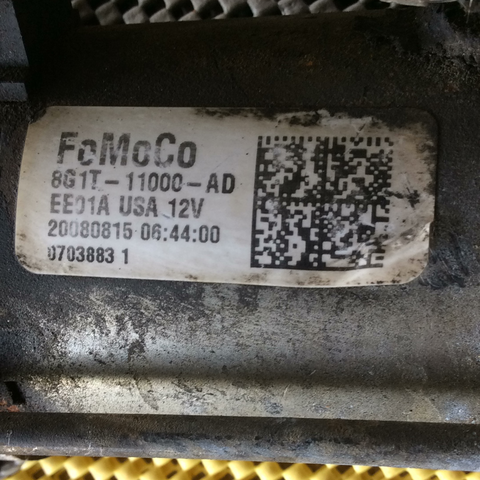 FoMoCo
8G1T-11000-AD
EE01A USA 12V
20080815 06:44:00
0703883 1